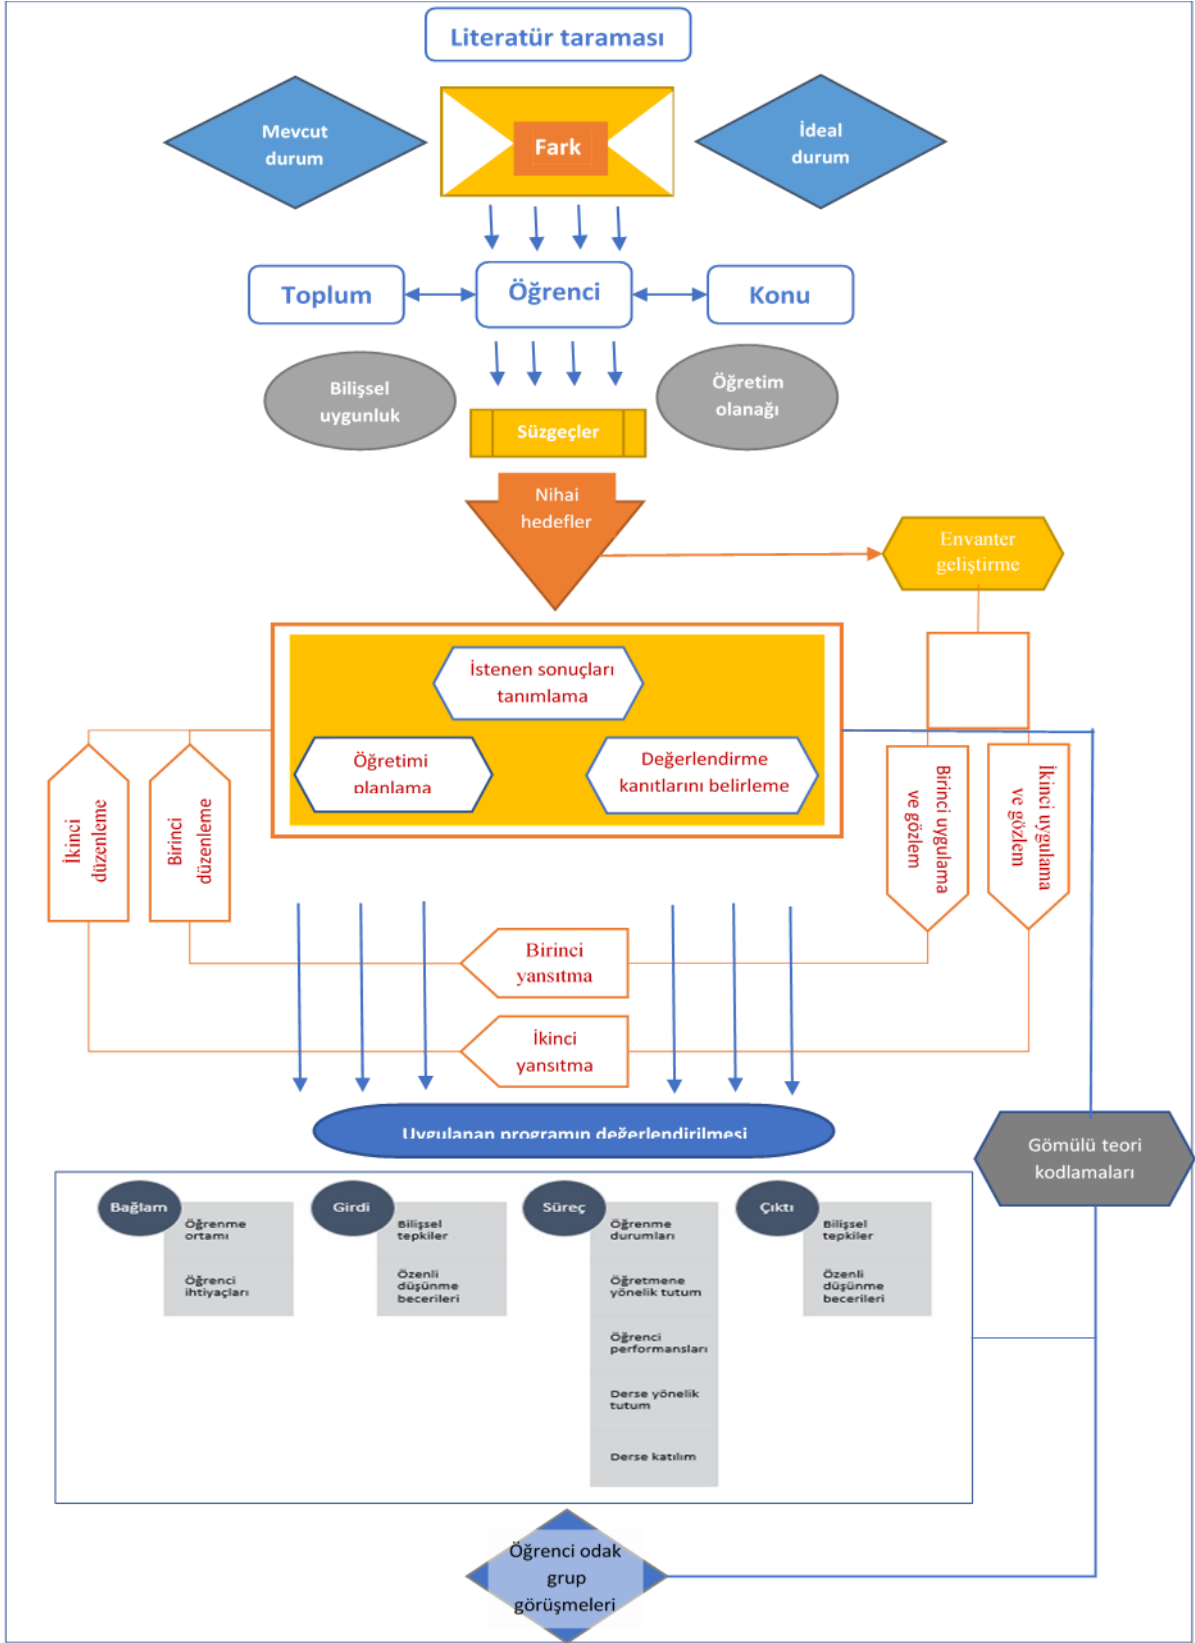 Literatür taraması
Mevcut
durum
Fark
İdeal
durum
Toplum
Öğrenci
Konu
Bilişsel
uygunluk
Öğretim
olanağı
Süzgeçler
Nihai
hedefler
Envanter
geliştirme
İstenen sonuçları
tanımlama
Öğretimi
planlama
Değerlendirme
kanıtlarını belirleme
İkinci
düzenleme
Birinci
düzenleme
Birinci uygulama
ve gözlem
İkinci uygulama
ve gözlem
Birinci
yansıtma
İkinci
yansıtma
Uygulanan programın değerlendirilmesi
Gömülü teori
kodlamaları
Bağlam
Öğrenme
ortamı
Öğrenci
ihtiyaçları
Girdi
Bilişsel
tepkiler
Özenli
düşünme
becerileri
Süreç
Öğrenme
durumları
Öğretmene
yönelik tutum
Öğrenci
performansları
Derse yönelik
tutum
Derse katılım
Çıktı
Bilişsel
tepkiler
Özenli
düşünme
becerileri
Öğrenci odak
grup
görüşmeleri